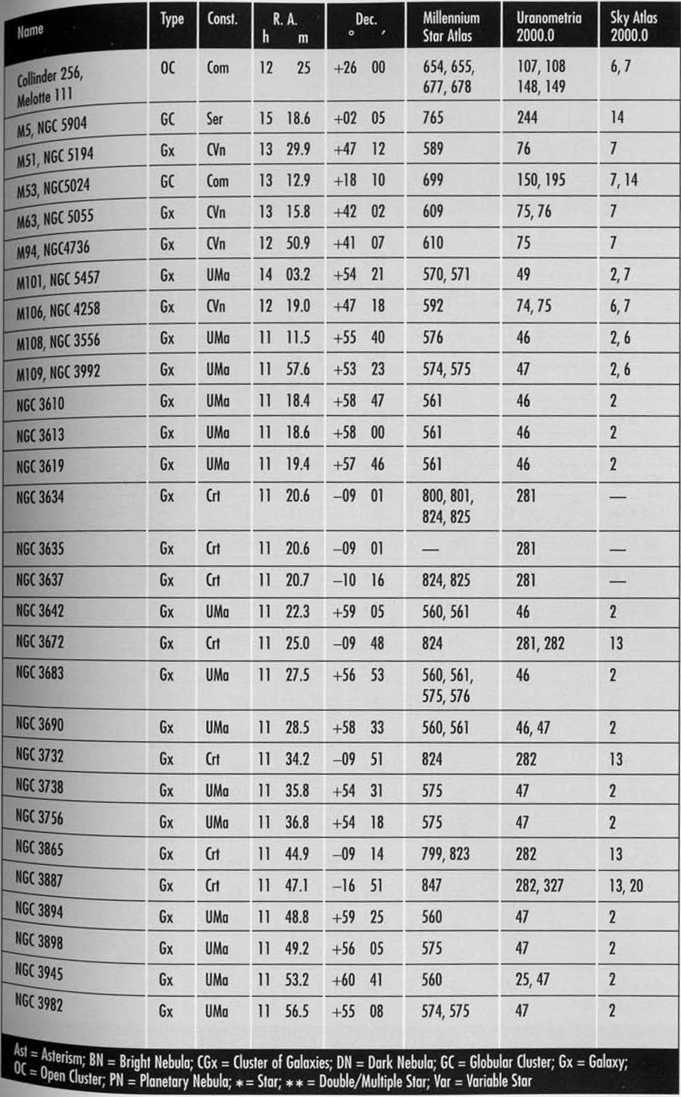 Name Type Const. R. A. Dec. Millennium Uranometria Sky Atlas
h m ° ′ Star Atlas 2000.0 2000.0
Collinder 256, OC Com 12 25 +26 00 654, 655, 107, 108 6, 7
Melotte 111 677, 678 148, 149
M5, NGC 5904 GC Ser 15 18.6 +02 05 765 244 14
M51, NGC 5194 Gx CVn 13 29.9 +47 12 589 76 7
M53, NGC5024 GC Com 13 12.9 +18 10 699 150, 195 7, 14
M63, NGC 5055 Gx CVn 13 15.8 +42 02 609 75, 76 7
M94, NGC4736 Gx CVn 12 50.9 +41 07 610 75 7
M101, NGC 5457 Gx UMa 14 03.2 +54 21 570, 571 49 2, 7
M106, NGC 4258 Gx CVn 12 19.0 +47 18 592 74, 75 6, 7
M108, NGC 3556 Gx UMa 11 11.5 +55 40 576 46 2, 6
M109, NGC 3992 Gx UMa 11 57.6 +53 23 574, 575 47 2, 6
NGC 3610 Gx UMa 11 18.4 +58 47 561 46 2
NGC 3613 Gx UMa 11 18.6 +58 00 561 46 2
NGC 3619 Gx UMa 11 19.4 +57 46 561 46 2
NGC 3634 Gx Crt 11 20.6 –09 01 800, 801, 281 —
824, 825
NGC 3635 Gx Crt 11 20.6 –09 01 — 281 —
NGC 3637 Gx Crt 11 20.7 –10 16 824, 825 281 —
NGC 3642 Gx UMa 11 22.3 +59 05 560, 561 46 2
NGC 3672 Gx Crt 11 25.0 –09 48 824 281, 282 13
NGC 3683 Gx UMa 11 27.5 +56 53 560, 561, 46 2
575, 576
NGC 3690 Gx UMa 11 28.5 +58 33 560, 561 46, 47 2
NGC 3732 Gx Crt 11 34.2 –09 51 824 282 13
NGC 3738 Gx UMa 11 35.8 +54 31 575 47 2
NGC 3756 Gx UMa 11 36.8 +54 18 575 47 2
NGC 3865 Gx Crt 11 44.9 –09 14 799, 823 282 13
NGC 3887 Gx Crt 11 47.1 –16 51 847 282, 327 13, 20
NGC 3894 Gx UMa 11 48.8 +59 25 560 47 2
NGC 3898 Gx UMa 11 49.2 +56 05 575 47 2
NGC 3945 Gx UMa 11 53.2 +60 41 560 25, 47 2
NGC 3982 Gx UMa 11 56.5 +55 08 574, 575 47 2
Ast = Asterism; BN = Bright Nebula; CGx = Cluster of Galaxies; DN = Dark Nebula; GC = Globular Cluster; Gx = Galaxy;
OC = Open Cluster; PN = Planetary Nebula; * = Star; ** = Double/Multiple Star; Var = Variable Star